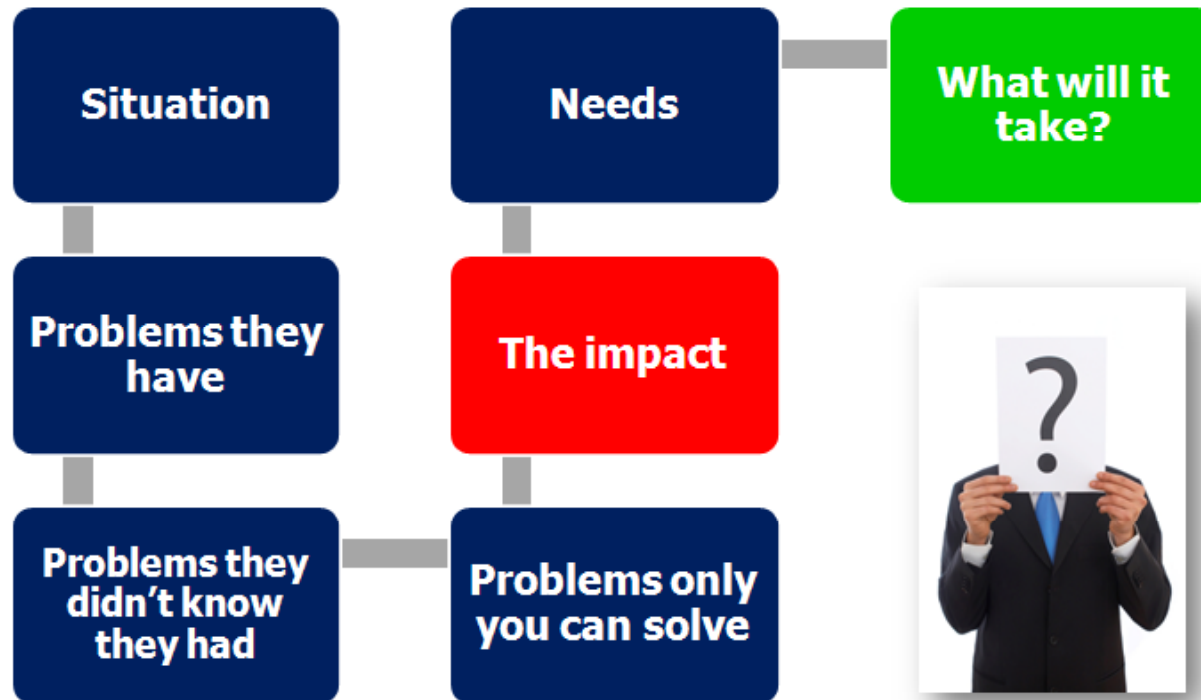 Situation
Problems they
have
Problems they
didn’t know
they had
Problems only
you can solve
The impact
Needs
What will it
take?
?